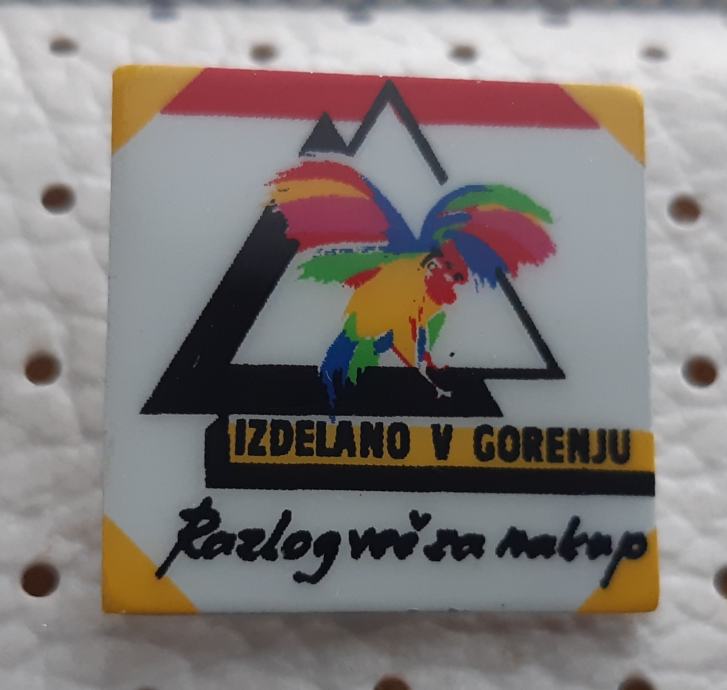 IZDELANO V GORENJU
Razlog več za nakup